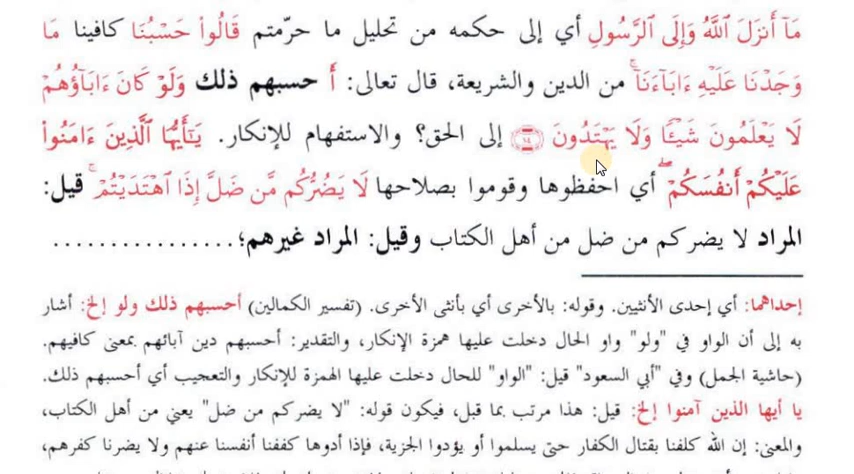 مَآ أَنزَلَ ٱللَّهُ وَإِلَى ٱلرَّسُولِ أي إلى حكمه من تحليل ما حرّمتم قَالُواْ حَسْبُنَا كافينا مَا
وَجَدْنَا عَلَيْهِ ءَابَآءَنَآۚ من الدين والشريعة، قال تعالى: أَ حسبهم ذلك وَلَوْ كَانَ ءَابَآؤُهُمْ
لَا يَعْلَمُونَ شَيْـًٔا وَلَا يَهْتَدُونَ ﴿١٠٤﴾ إلى الحق؟ والاستفهام للإنكار. يَٰٓأَيُّهَا ٱلَّذِينَ ءَامَنُواْ
عَلَيْكُمْ أَنفُسَكُمْۖ أي احفظوها وقوموا بصلاحها لَا يَضُرُّكُم مَّن ضَلَّ إِذَا ٱهْتَدَيْتُمْۚ قيل:
المراد لا يضركم من ضل من أهل الكتاب وقيل: المراد غيرهم؛................
إحداهما: أي إحدى الأنثيين. وقوله: بالأخرى أي بأنثى الأخرى. (تفسير الكمالين) أحسبهم ذلك ولو إلخ: أشار
به إلى أن الواو في "ولو" واو الحال دخلت عليها همزة الإنكار، والتقدير: أحسبهم دين آبائهم بمعنى كافيهم.
(حاشية الجمل) وفي "أبي السعود" قيل: "الواو" للحال دخلت عليها الهمزة للإنكار والتعجيب أي أحسبهم ذلك.
يا أيها الذين آمنوا إلخ: قيل: هذا مرتب بما قبل، فيكون قوله: "لا يضركم من ضل" يعني من أهل الكتاب،
والمعنى: إن الله كلفنا بقتال الكفار حتى يسلموا أو يؤدوا الجزية، فإذا أدوها كففنا أنفسنا عنهم ولا يضرنا كفرهم،